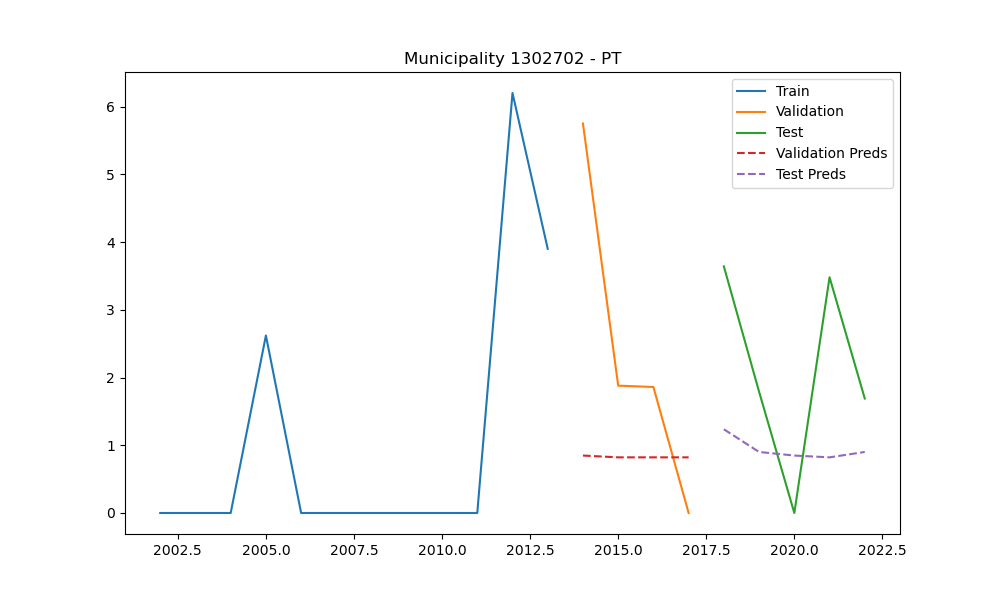 Municipality 1302702 - PT
Train
Validation
Test
Validation Preds
Test Preds
6
5
4
3
2
1
0
2002.5 2005.0 2007.5 2010.0 2012.5 2015.0 2017.5 2020.0 2022.5